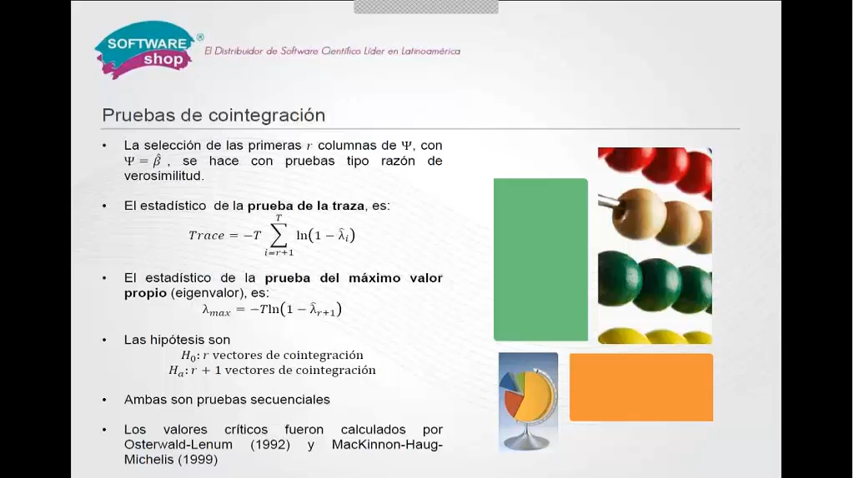 SOFTWARE
shop
®
El Distribuidor de Software Científico Líder en Latinoamérica
Pruebas de cointegración
• La selección de las primeras r columnas de Ψ, con
Ψ = β̂ , se hace con pruebas tipo razón de
verosimilitud.
• El estadístico de la prueba de la traza, es:
Trace = −T ∑_{i=r+1}^{T} ln(1 − λ̂_i)
• El estadístico de la prueba del máximo valor
propio (eigenvalor), es:
λ_max = −Tln(1 − λ̂_{r+1})
• Las hipótesis son
H₀: r vectores de cointegración
Hₐ: r + 1 vectores de cointegración
• Ambas son pruebas secuenciales
• Los valores críticos fueron calculados por
Osterwald-Lenum (1992) y MacKinnon-Haug-
Michelis (1999)